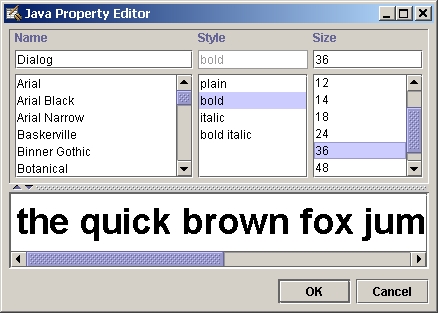 Java Property Editor
Name Style Size
Dialog bold 36
Arial plain 12
Arial Black bold 14
Arial Narrow italic 18
Baskerville bold italic 24
Binner Gothic 36
Botanical 48
the quick brown fox jum
OK Cancel